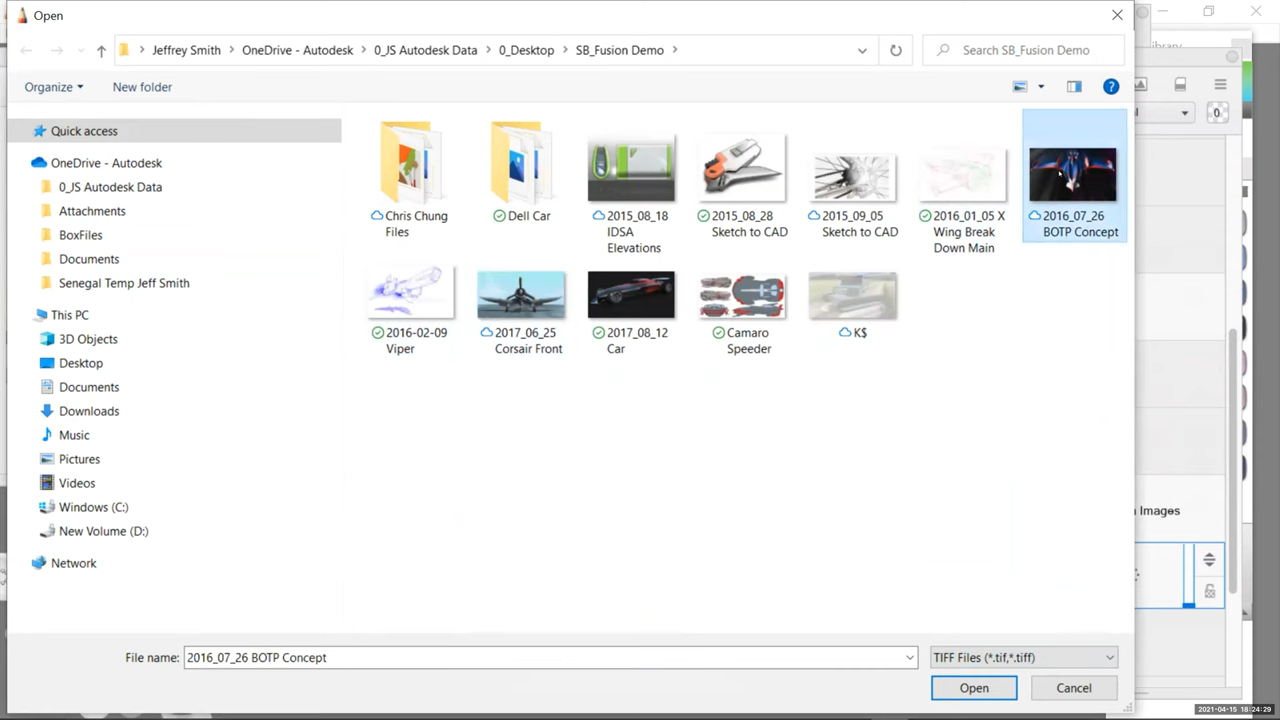 Open
Jeffrey Smith
OneDrive - Autodesk
0_JS Autodesk Data
0_Desktop
SB_Fusion Demo
Search SB_Fusion Demo
Organize
New folder
Quick access
OneDrive - Autodesk
0_JS Autodesk Data
Attachments
BoxFiles
Documents
Senegal Temp Jeff Smith
This PC
3D Objects
Desktop
Documents
Downloads
Music
Pictures
Videos
Windows (C:)
New Volume (D:)
Network
Chris Chung
Files
Dell Car
2015_08_18
IDSA
Elevations
2015_08_28
Sketch to CAD
2015_09_05
Sketch to CAD
2016_01_05 X
Wing Break
Down Main
2016_07_26
BOTP Concept
2016-02-09
Viper
2017_06_25
Corsair Front
2017_08_12
Car
Camaro
Speeder
K$
Images
File name:
2016_07_26 BOTP Concept
TIFF Files (*.tif,*.tiff)
Open
Cancel
2021-04-15 18:24:29